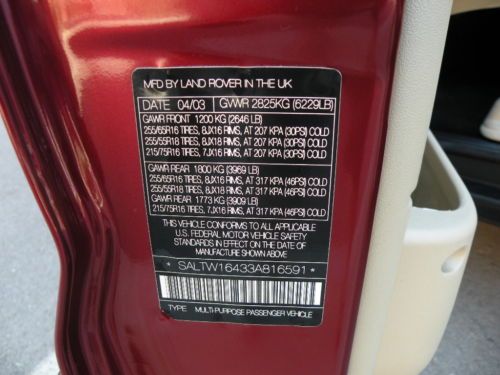 MFD BY LAND ROVER IN THE UK
DATE 04/03 GVWR 2825KG (6229LB)
GAWR FRONT 1200 KG (2646 LB)
255/65R16 TIRES, 8JX16 RIMS, AT 207 KPA (30PSI) COLD
255/55R18 TIRES, 8JX18 RIMS, AT 207 KPA (30PSI) COLD
215/75R16 TIRES, 7JX16 RIMS, AT 207 KPA (30PSI) COLD
GAWR REAR 1800 KG (3969 LB)
255/65R16 TIRES, 8JX16 RIMS, AT 317 KPA (46PSI) COLD
255/55R18 TIRES, 8JX18 RIMS, AT 317 KPA (46PSI) COLD
GAWR REAR 1773 KG (3909 LB)
215/75R16 TIRES, 7JX16 RIMS, AT 317 KPA (46PSI) COLD
THIS VEHICLE CONFORMS TO ALL APPLICABLE
U.S. FEDERAL MOTOR VEHICLE SAFETY
STANDARDS IN EFFECT ON THE DATE OF
MANUFACTURE SHOWN ABOVE.
* SALTW16433A816591 *
TYPE MULTI-PURPOSE PASSENGER VEHICLE